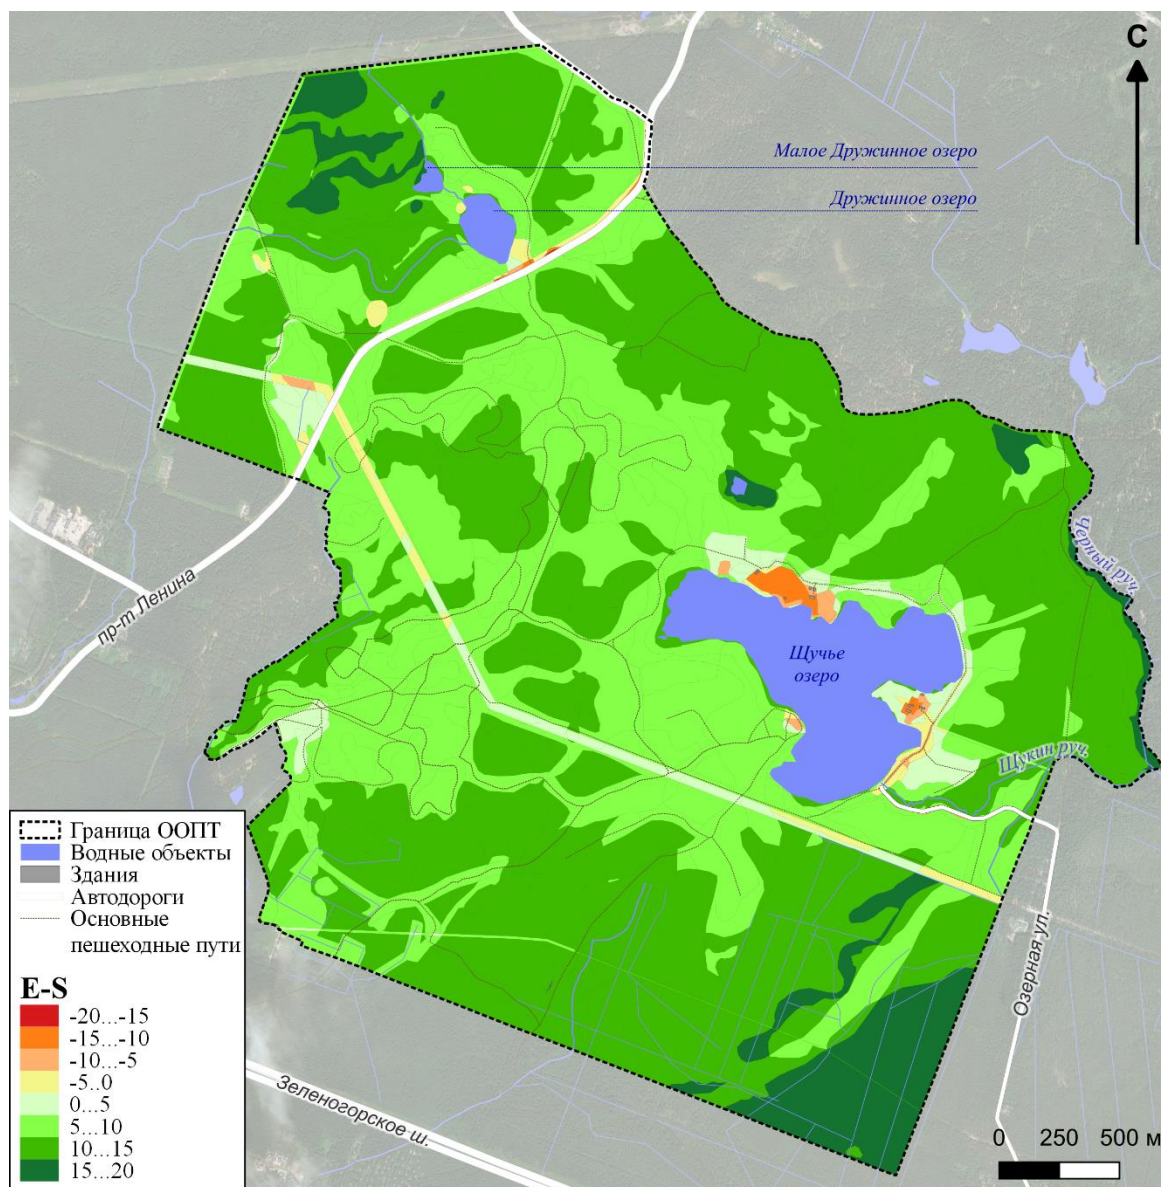 С
Малое Дружинное озеро
Дружинное озеро
Черный руч.
пр-т Ленина
Щучье
озеро
Щукин руч.
Озерная ул.
Зеленогорское ш.
Граница ООПТ
Водные объекты
Здания
Автодороги
Основные
пешеходные пути
E-S
-20...-15
-15...-10
-10...-5
-5..0
0...5
5...10
10...15
15...20
0 250 500 м